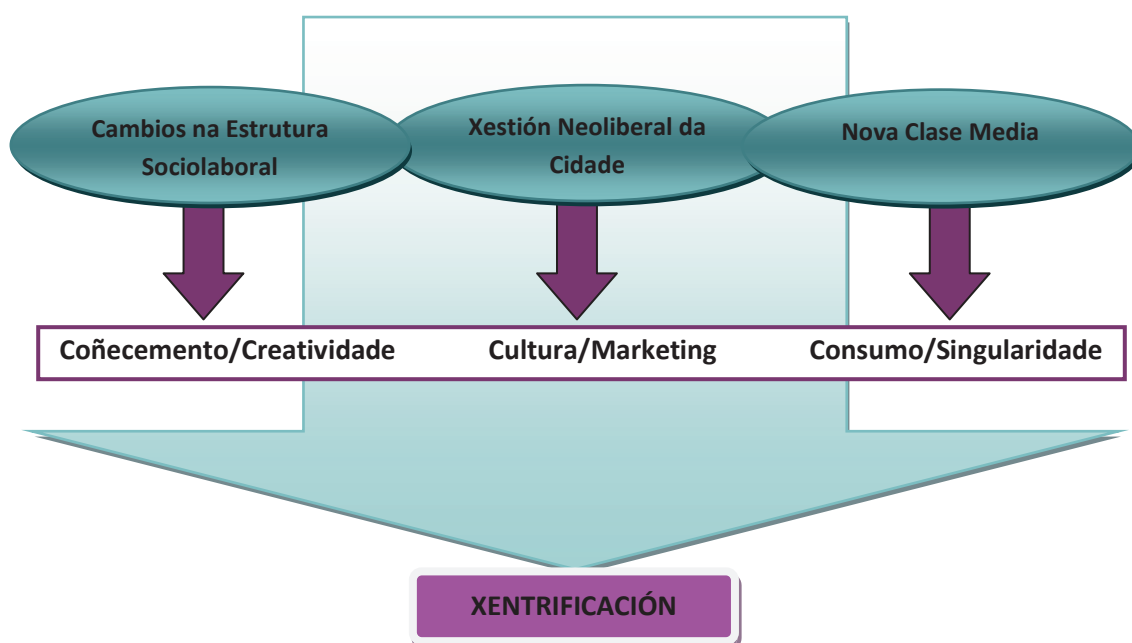 Cambios na Estrutura
Sociolaboral
Xestión Neoliberal da
Cidade
Nova Clase Media
Coñecemento/Creatividade
Cultura/Marketing
Consumo/Singularidade
XENTRIFICACIÓN